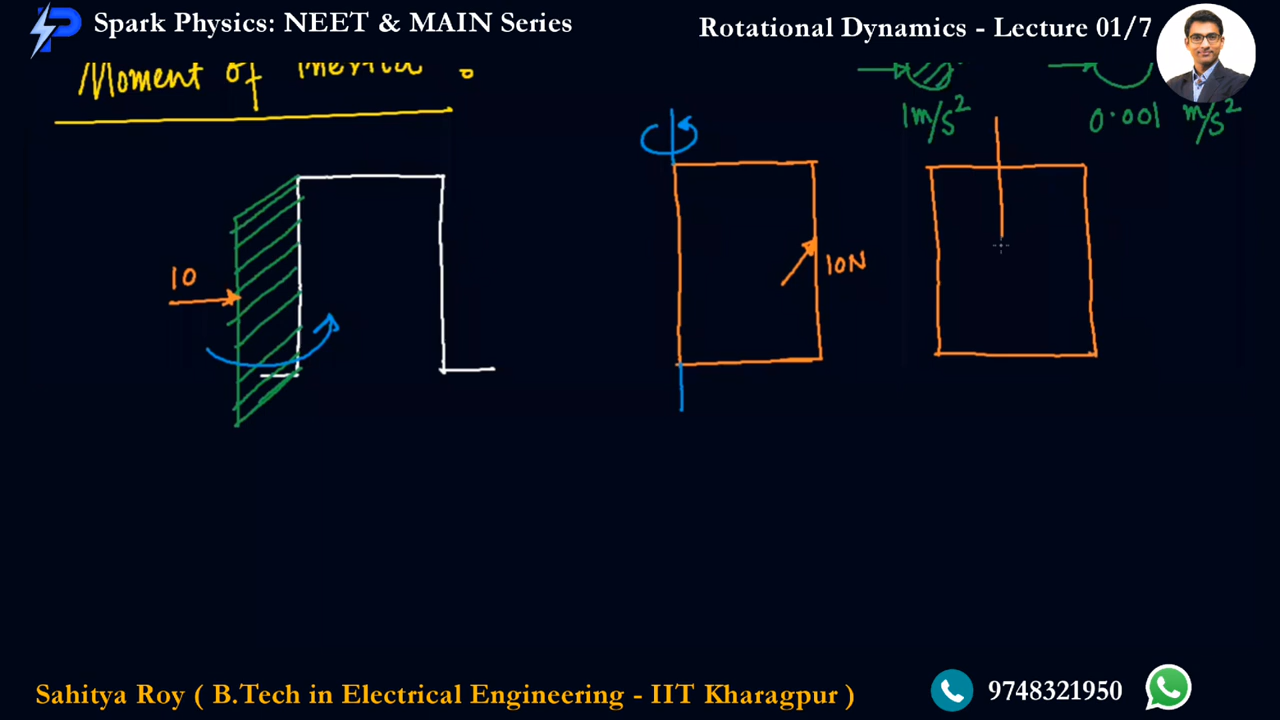 Spark Physics: NEET & MAIN Series
Rotational Dynamics - Lecture 01/7
Moment of Inertia :
1m/s²
0.001 m/s²
10
10N
Sahitya Roy ( B.Tech in Electrical Engineering - IIT Kharagpur )
9748321950